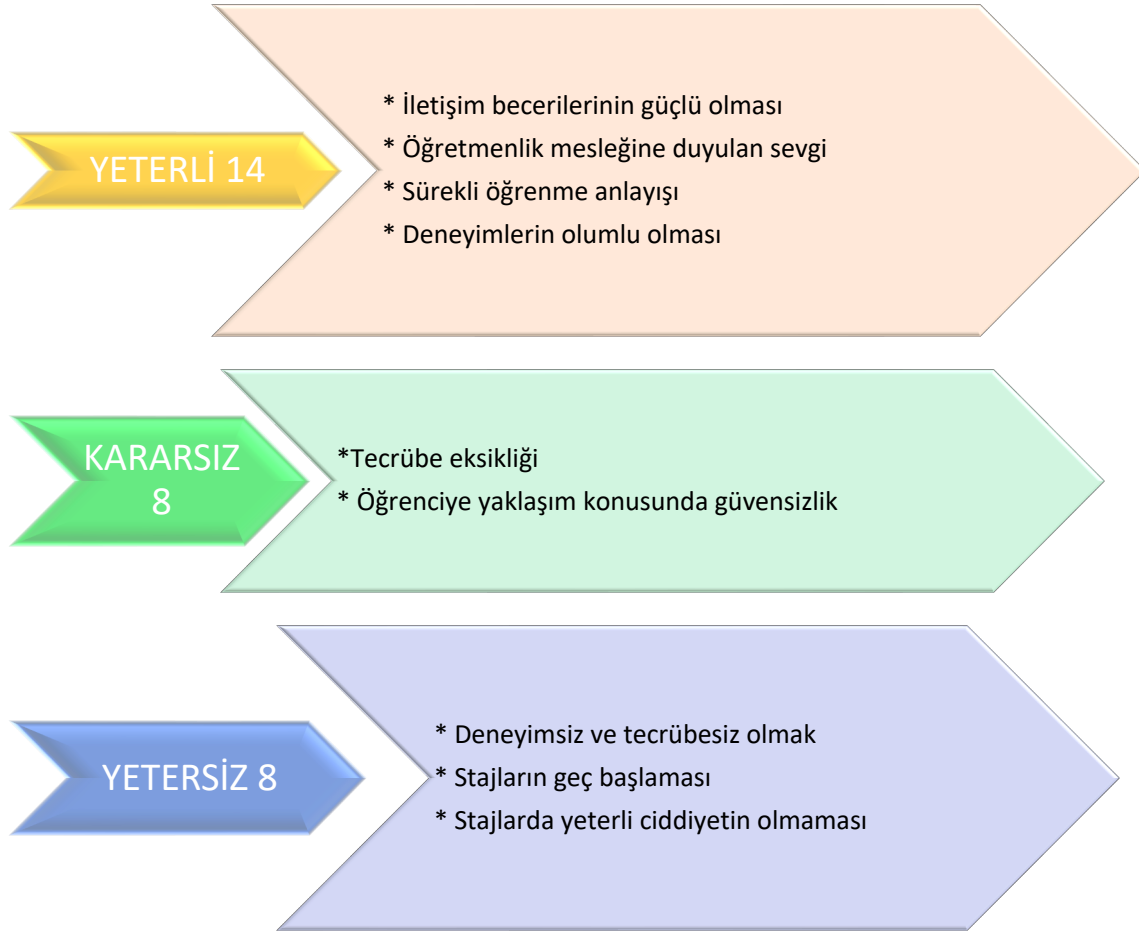 YETERLİ 14
* İletişim becerilerinin güçlü olması
* Öğretmenlik mesleğine duyulan sevgi
* Sürekli öğrenme anlayışı
* Deneyimlerin olumlu olması
KARARSIZ
8
*Tecrübe eksikliği
* Öğrenciye yaklaşım konusunda güvensizlik
YETERSİZ 8
* Deneyimsiz ve tecrübesiz olmak
* Stajların geç başlaması
* Stajlarda yeterli ciddiyetin olmaması